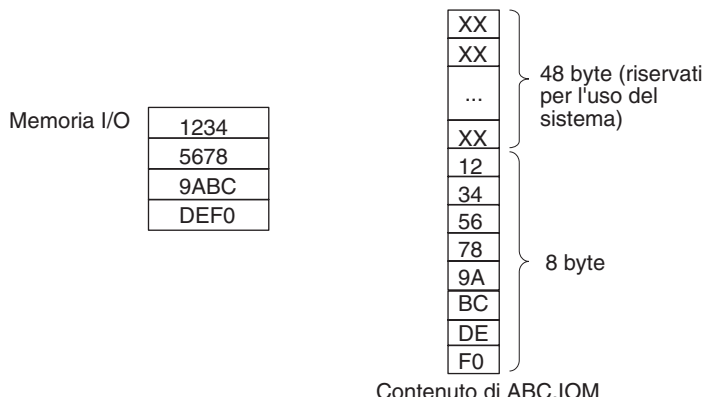 Memoria I/O
1234
5678
9ABC
DEF0
XX
XX
...
XX
12
34
56
78
9A
BC
DE
F0
48 byte (riservati
per l'uso del
sistema)
8 byte
Contenuto di ABC.IOM